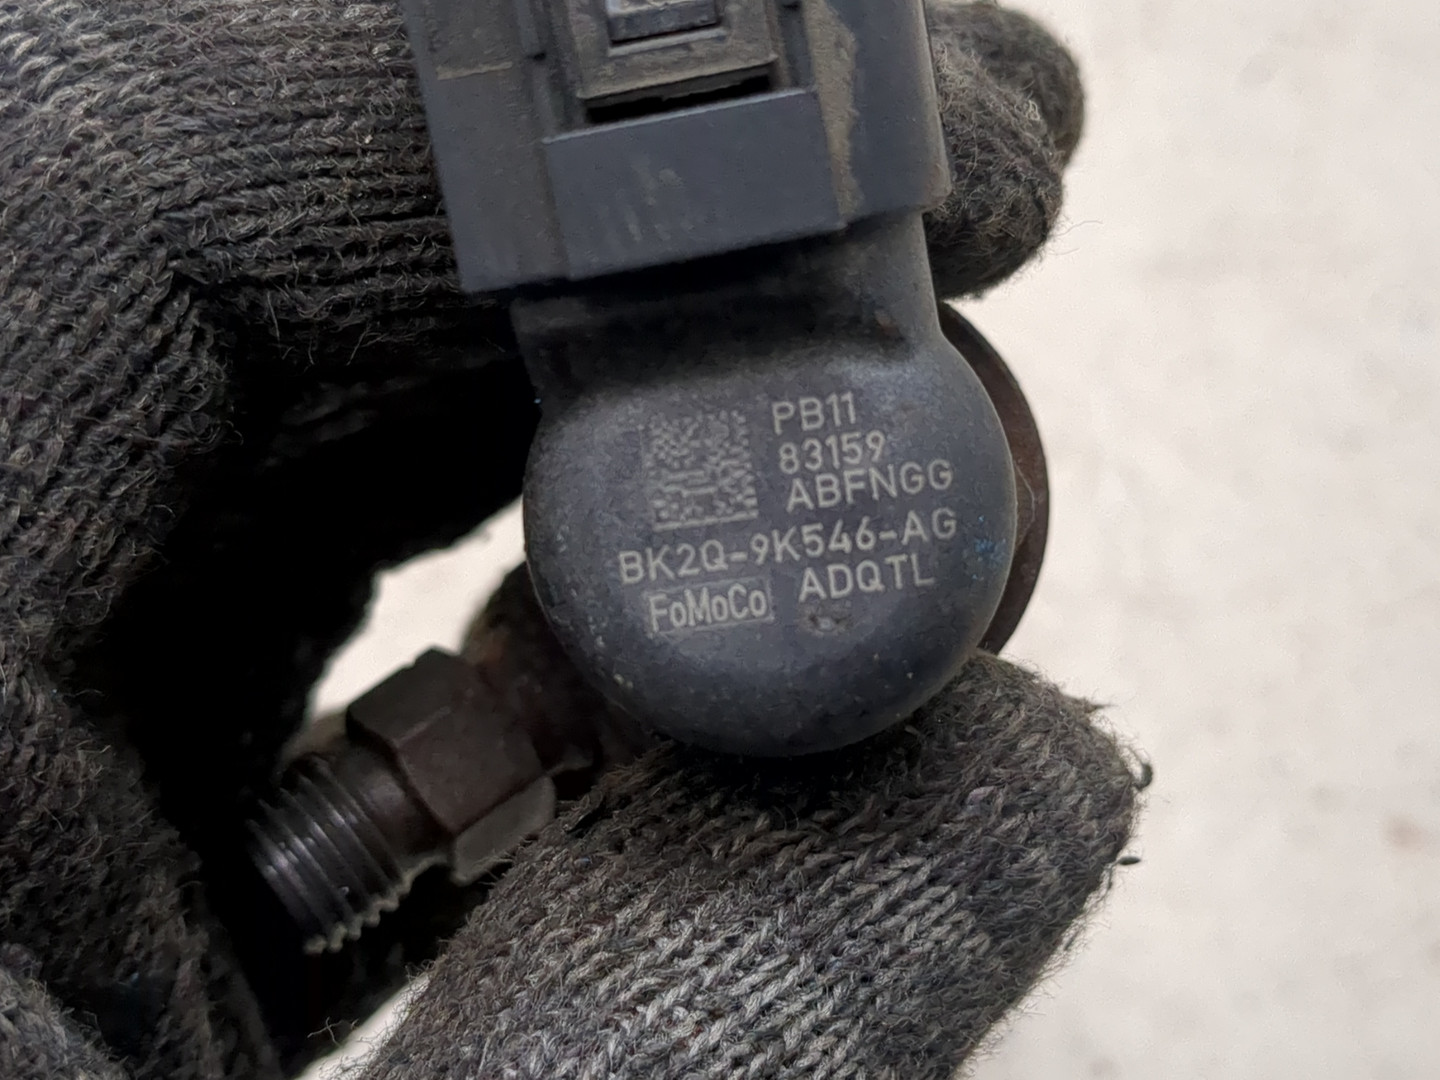 PB11
83159
ABFNGG
BK2Q-9K546-AG
FoMoCo ADQTL